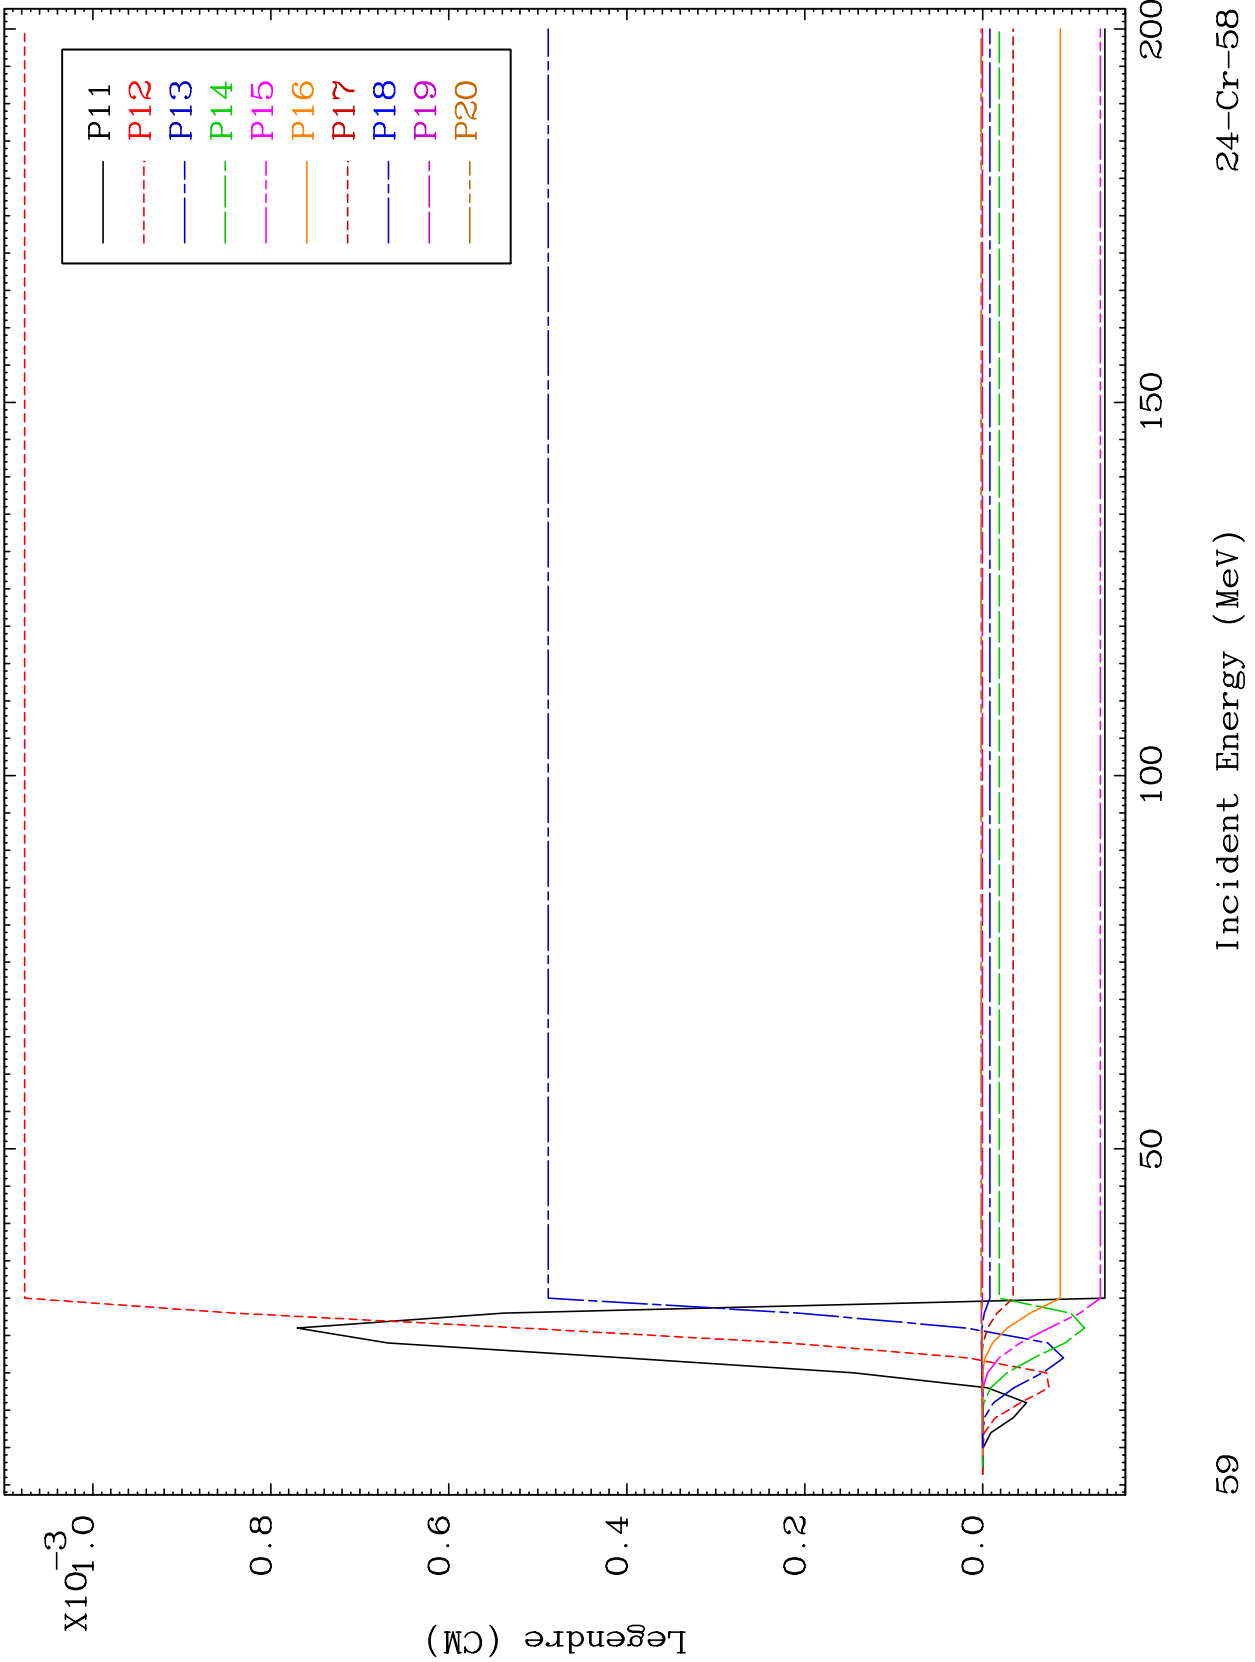 X10-3
1.0
0.8
0.6
0.4
0.2
0.0
Legendre (CM)
P11
P12
P13
P14
P15
P16
P17
P18
P19
P20
50
100
150
200
59
Incident Energy (MeV)
24-Cr-58